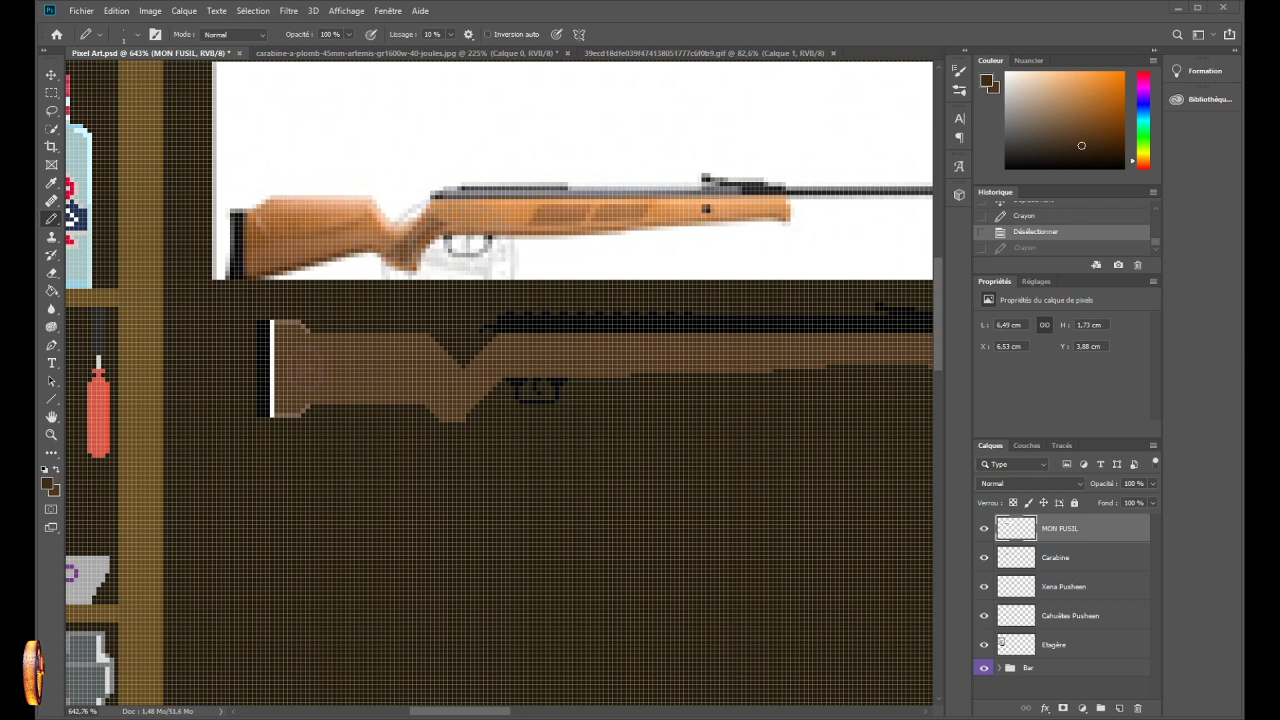 Ps Fichier Edition Image Calque Texte Sélection Filtre 3D Affichage Fenêtre Aide
1 Mode : Normal Opacité : 100 % Lissage : 10 % Inversion auto
Pixel Art.psd @ 643% (MON FUSIL, RVB/8) * × carabine-a-plomb-45mm-artemis-gr1600w-40-joules.jpg @ 225% (Calque 0, RVB/8) * × 39ecd18dfe039f474138051777c6f0b9.gif @ 82,6% (Calque 1, RVB/8) ×
Couleur Nuancier
Formation
Bibliothèqu...
Historique
Crayon
Désélectionner
Crayon
Propriétés Réglages
Propriétés du calque de pixels
L : 6,49 cm H : 1,73 cm
X : 6,53 cm Y : 3,88 cm
Calques Couches Tracés
Type
Normal Opacité : 100 %
Verrou : Fond : 100 %
MON FUSIL
Carabine
Xena Pusheen
Cahuètes Pusheen
Etagère
Bar
642,76 % Doc : 1,48 Mo/51,6 Mo